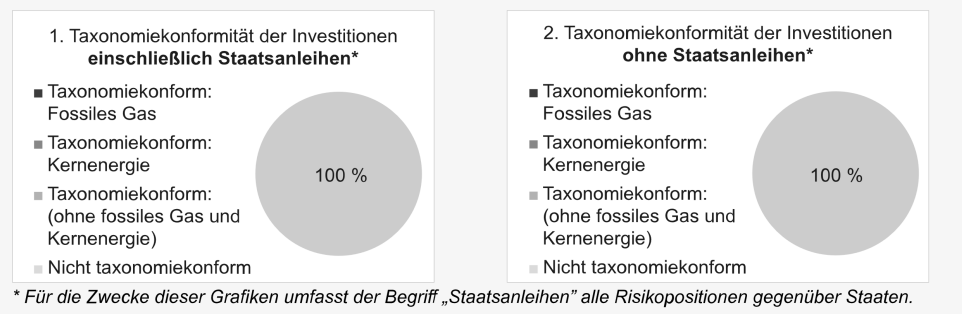 1. Taxonomiekonformität der Investitionen
einschließlich Staatsanleihen*
Taxonomiekonform:
Fossiles Gas
Taxonomiekonform:
Kernenergie
Taxonomiekonform:
(ohne fossiles Gas und
Kernenergie)
Nicht taxonomiekonform
100 %
2. Taxonomiekonformität der Investitionen
ohne Staatsanleihen*
Taxonomiekonform:
Fossiles Gas
Taxonomiekonform:
Kernenergie
Taxonomiekonform:
(ohne fossiles Gas und
Kernenergie)
Nicht taxonomiekonform
100 %
* Für die Zwecke dieser Grafiken umfasst der Begriff „Staatsanleihen” alle Risikopositionen gegenüber Staaten.